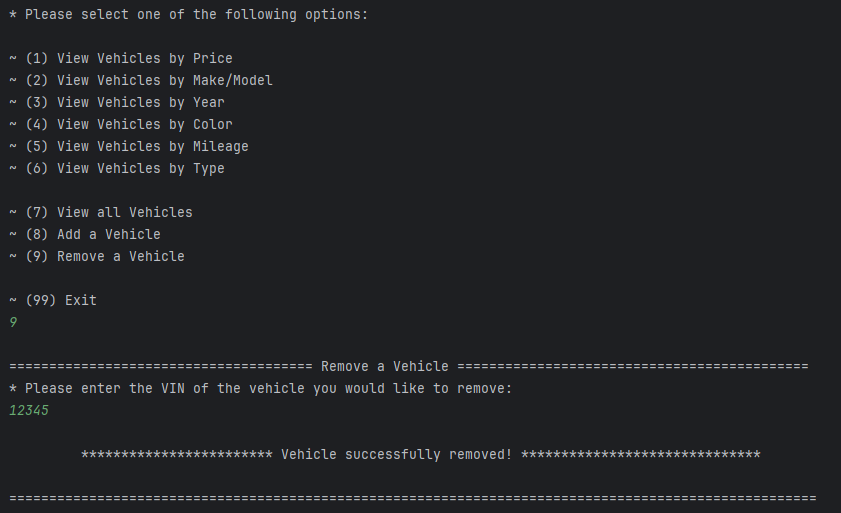 * Please select one of the following options:
~ (1) View Vehicles by Price
~ (2) View Vehicles by Make/Model
~ (3) View Vehicles by Year
~ (4) View Vehicles by Color
~ (5) View Vehicles by Mileage
~ (6) View Vehicles by Type
~ (7) View all Vehicles
~ (8) Add a Vehicle
~ (9) Remove a Vehicle
~ (99) Exit
9
====================================== Remove a Vehicle ============================================
* Please enter the VIN of the vehicle you would like to remove:
12345
************************ Vehicle successfully removed! ******************************
=====================================================================================================